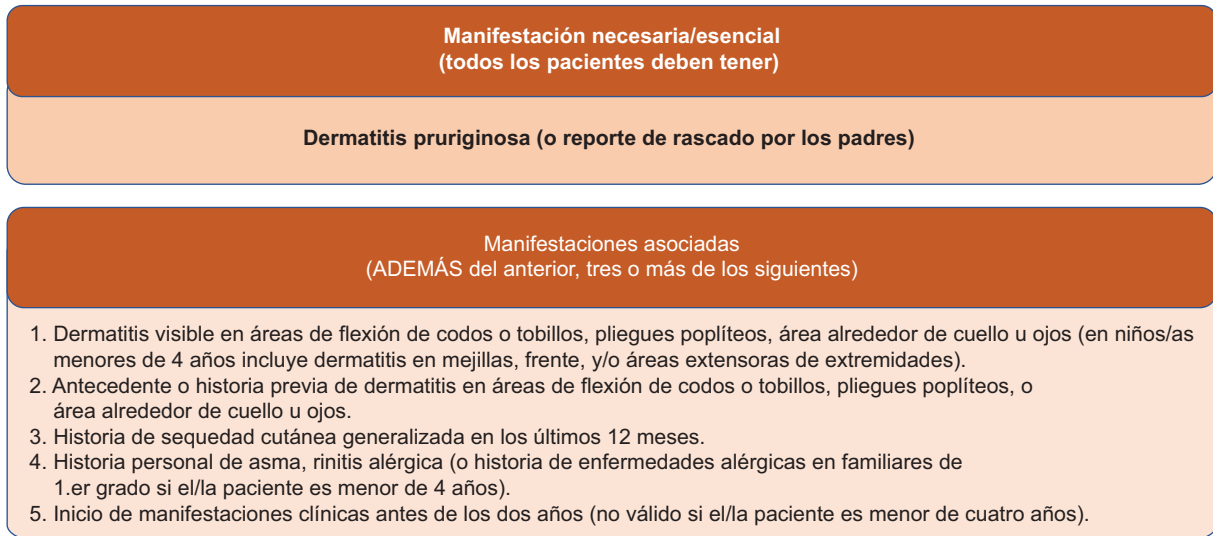 Manifestación necesaria/esencial
(todos los pacientes deben tener)
Dermatitis pruriginosa (o reporte de rascado por los padres)
Manifestaciones asociadas
(ADEMÁS del anterior, tres o más de los siguientes)
1. Dermatitis visible en áreas de flexión de codos o tobillos, pliegues poplíteos, área alrededor de cuello u ojos (en niños/as
menores de 4 años incluye dermatitis en mejillas, frente, y/o áreas extensoras de extremidades).
2. Antecedente o historia previa de dermatitis en áreas de flexión de codos o tobillos, pliegues poplíteos, o
área alrededor de cuello u ojos.
3. Historia de sequedad cutánea generalizada en los últimos 12 meses.
4. Historia personal de asma, rinitis alérgica (o historia de enfermedades alérgicas en familiares de
1.er grado si el/la paciente es menor de 4 años).
5. Inicio de manifestaciones clínicas antes de los dos años (no válido si el/la paciente es menor de cuatro años).